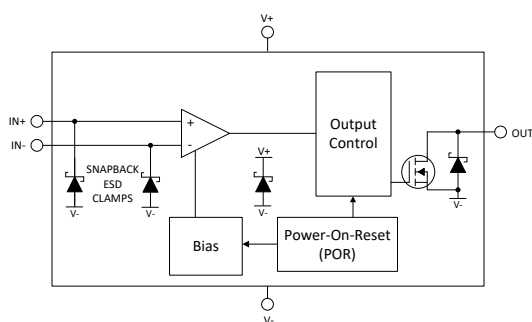 V+
IN+
IN-
+
-
SNAPBACK
ESD
CLAMPS
V-
V-
V+
V-
Output
Control
OUT
V-
Bias
Power-On-Reset
(POR)
V-